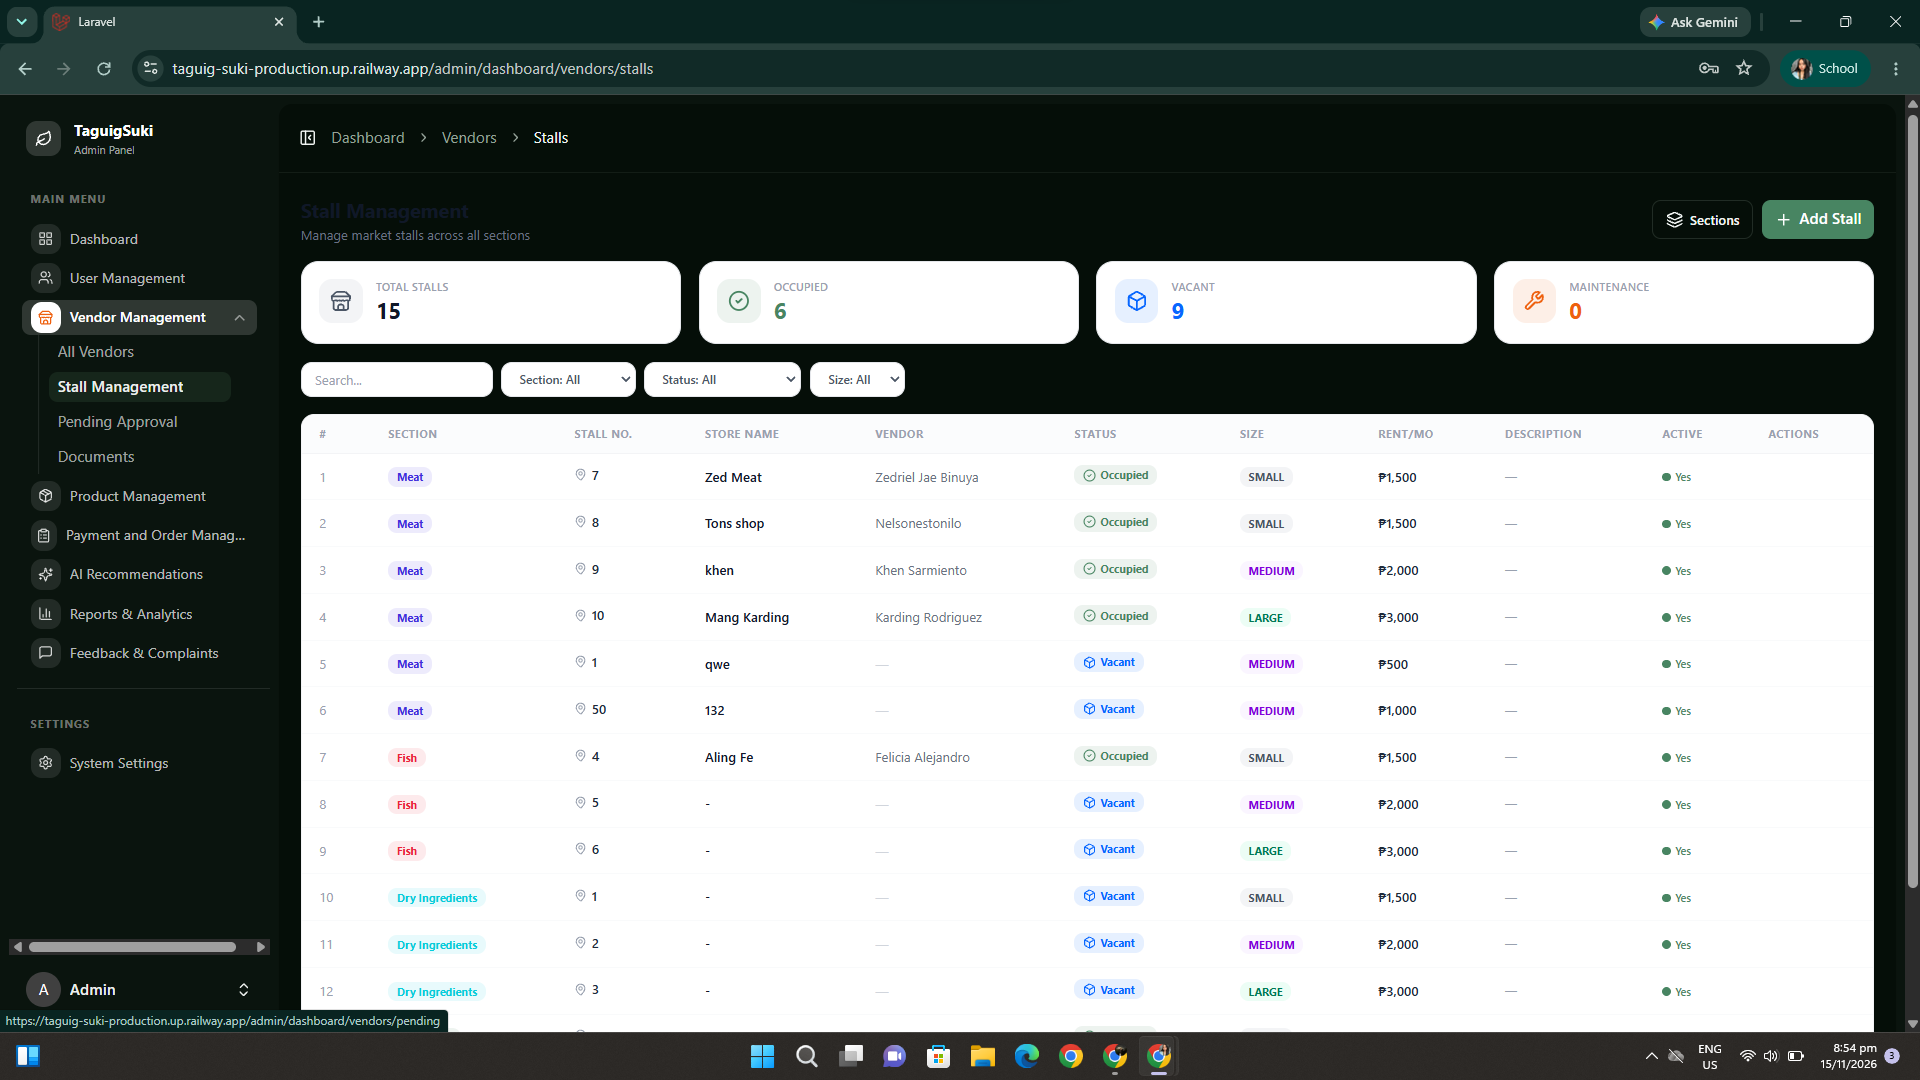 Laravel
Ask Gemini
taguig-suki-production.up.railway.app/admin/dashboard/vendors/stalls
School
TaguigSuki
Admin Panel
Dashboard > Vendors > Stalls
MAIN MENU
Dashboard
User Management
Vendor Management
All Vendors
Stall Management
Pending Approval
Documents
Product Management
Payment and Order Manag...
AI Recommendations
Reports & Analytics
Feedback & Complaints
SETTINGS
System Settings
A Admin
https://taguig-suki-production.up.railway.app/admin/dashboard/vendors/pending
Stall Management
Manage market stalls across all sections
Sections
+ Add Stall
TOTAL STALLS
15
OCCUPIED
6
VACANT
9
MAINTENANCE
0
Search... Section: All Status: All Size: All
# SECTION STALL NO. STORE NAME VENDOR STATUS SIZE RENT/MO DESCRIPTION ACTIVE ACTIONS
1 Meat 7 Zed Meat Zedriel Jae Binuya Occupied SMALL ₱1,500 — Yes
2 Meat 8 Tons shop Nelsonestonilo Occupied SMALL ₱1,500 — Yes
3 Meat 9 khen Khen Sarmiento Occupied MEDIUM ₱2,000 — Yes
4 Meat 10 Mang Karding Karding Rodriguez Occupied LARGE ₱3,000 — Yes
5 Meat 1 qwe — Vacant MEDIUM ₱500 — Yes
6 Meat 50 132 — Vacant MEDIUM ₱1,000 — Yes
7 Fish 4 Aling Fe Felicia Alejandro Occupied SMALL ₱1,500 — Yes
8 Fish 5 - — Vacant MEDIUM ₱2,000 — Yes
9 Fish 6 - — Vacant LARGE ₱3,000 — Yes
10 Dry Ingredients 1 - — Vacant SMALL ₱1,500 — Yes
11 Dry Ingredients 2 - — Vacant MEDIUM ₱2,000 — Yes
12 Dry Ingredients 3 - — Vacant LARGE ₱3,000 — Yes
ENG
US
8:54 pm
15/11/2026
3